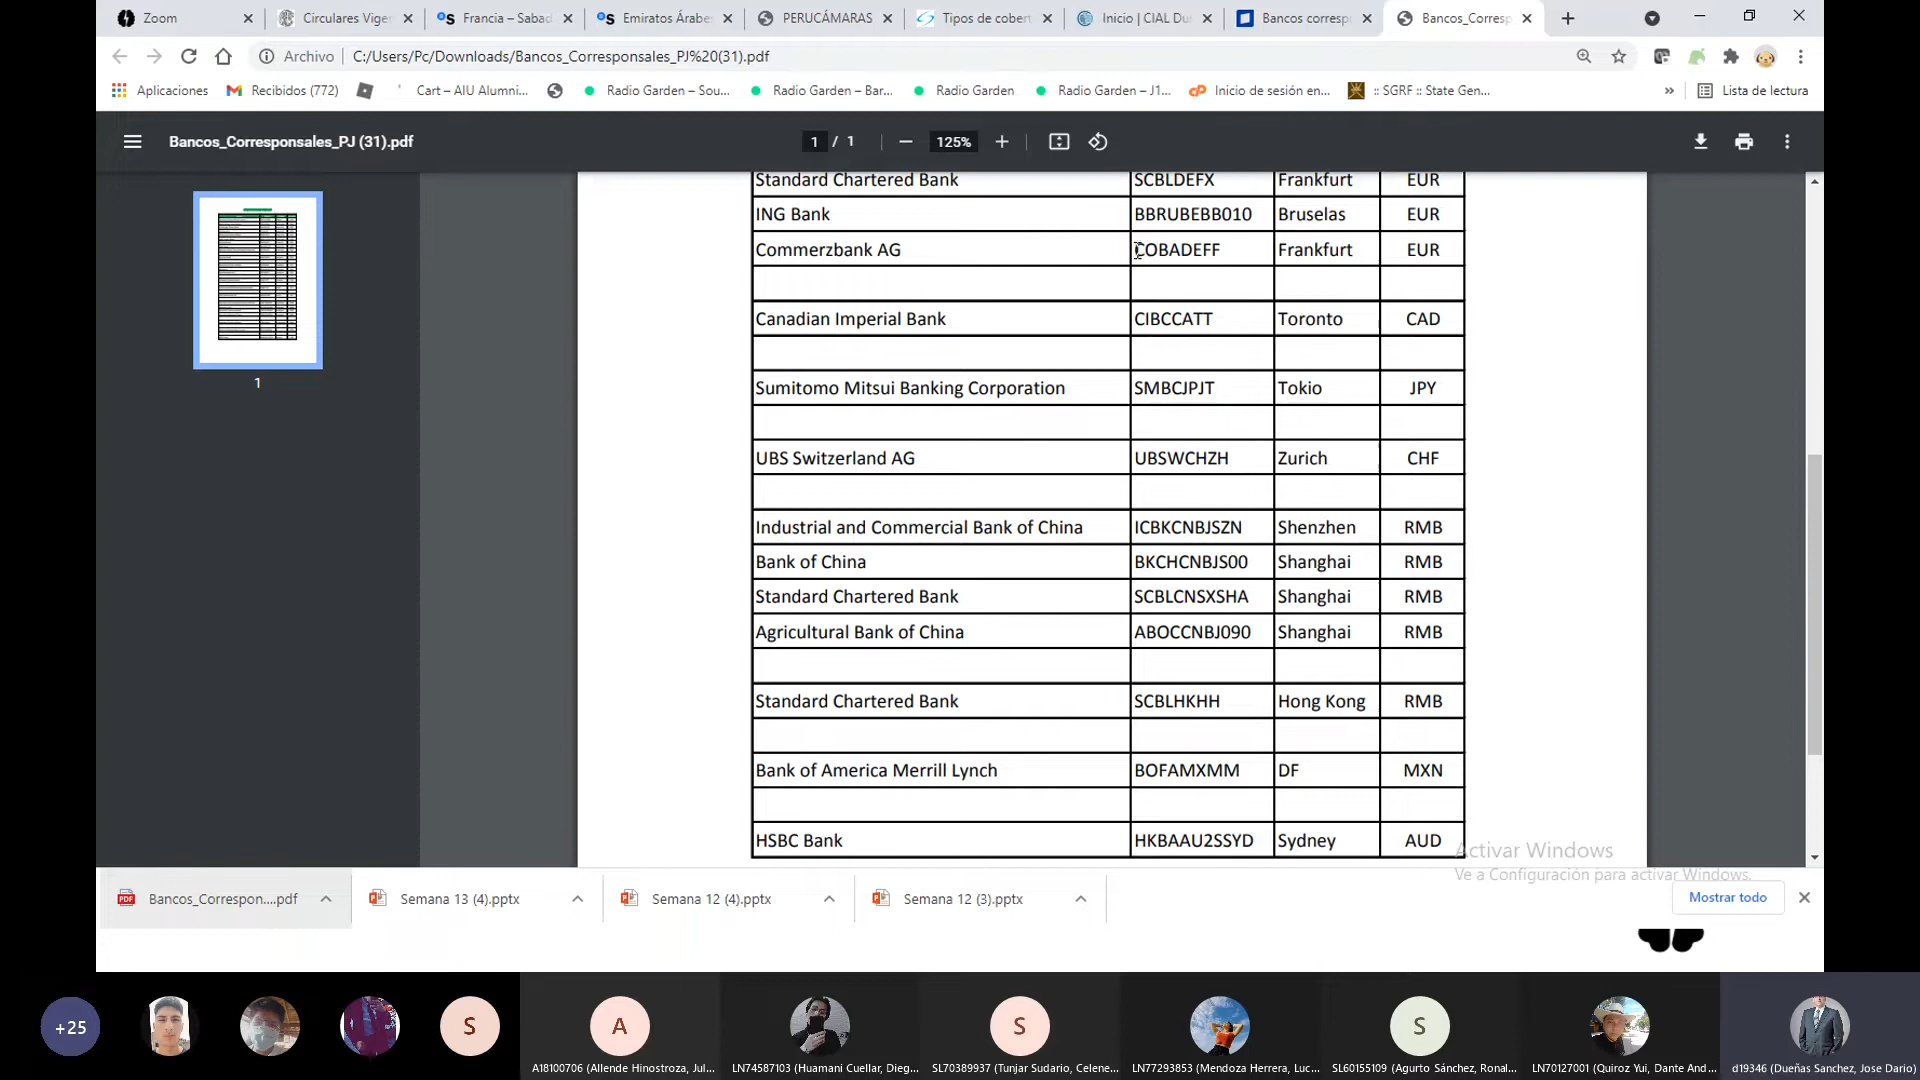 Zoom
Circulares Viger
Francia – Sabad
Emiratos Árabe
PERUCÁMARAS
Tipos de cobert
Inicio | CIAL Du
Bancos corresp
Bancos_Corresp
Archivo
C:/Users/Pc/Downloads/Bancos_Corresponsales_PJ%20(31).pdf
Aplicaciones
Recibidos (772)
Cart – AIU Alumni...
Radio Garden – Sou...
Radio Garden – Bar...
Radio Garden
Radio Garden – J1...
Inicio de sesión en...
:: SGRF :: State Gen...
»
Lista de lectura
Bancos_Corresponsales_PJ (31).pdf
1 / 1
125%
1
Standard Chartered Bank SCBLDEFX Frankfurt EUR
ING Bank BBRUBEBB010 Bruselas EUR
Commerzbank AG COBADEFF Frankfurt EUR
Canadian Imperial Bank CIBCCATT Toronto CAD
Sumitomo Mitsui Banking Corporation SMBCJPJT Tokio JPY
UBS Switzerland AG UBSWCHZH Zurich CHF
Industrial and Commercial Bank of China ICBKCNBJSZN Shenzhen RMB
Bank of China BKCHCNBJS00 Shanghai RMB
Standard Chartered Bank SCBLCNSXSHA Shanghai RMB
Agricultural Bank of China ABOCCNBJ090 Shanghai RMB
Standard Chartered Bank SCBLHKHH Hong Kong RMB
Bank of America Merrill Lynch BOFAMXMM DF MXN
HSBC Bank HKBAAU2SSYD Sydney AUD
Activar Windows
Ve a Configuración para activar Windows.
Bancos_Correspon....pdf
Semana 13 (4).pptx
Semana 12 (4).pptx
Semana 12 (3).pptx
Mostrar todo
+25
S
A
S
S
A18100706 (Allende Hinostroza, Jul...
LN74587103 (Huamani Cuellar, Dieg...
SL70389937 (Tunjar Sudario, Celene...
LN77293853 (Mendoza Herrera, Luc...
SL60155109 (Agurto Sánchez, Ronal...
LN70127001 (Quiroz Yui, Dante And...
d19346 (Dueñas Sanchez, Jose Dario)